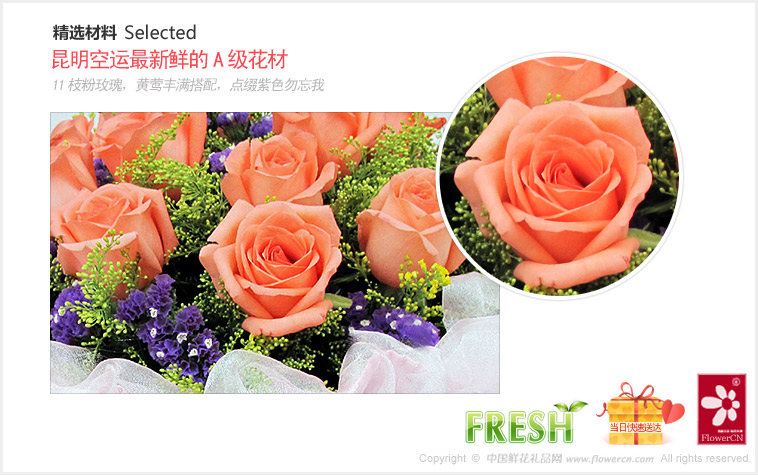 精选材料 Selected
昆明空运最新鲜的 A 级花材
11 枝粉玫瑰，黄莺丰满搭配，点缀紫色勿忘我
FRESH
当日快速送达
FlowerCN
Copyright © 中国鲜花礼品网 www.flowercn.com All rights reserved.